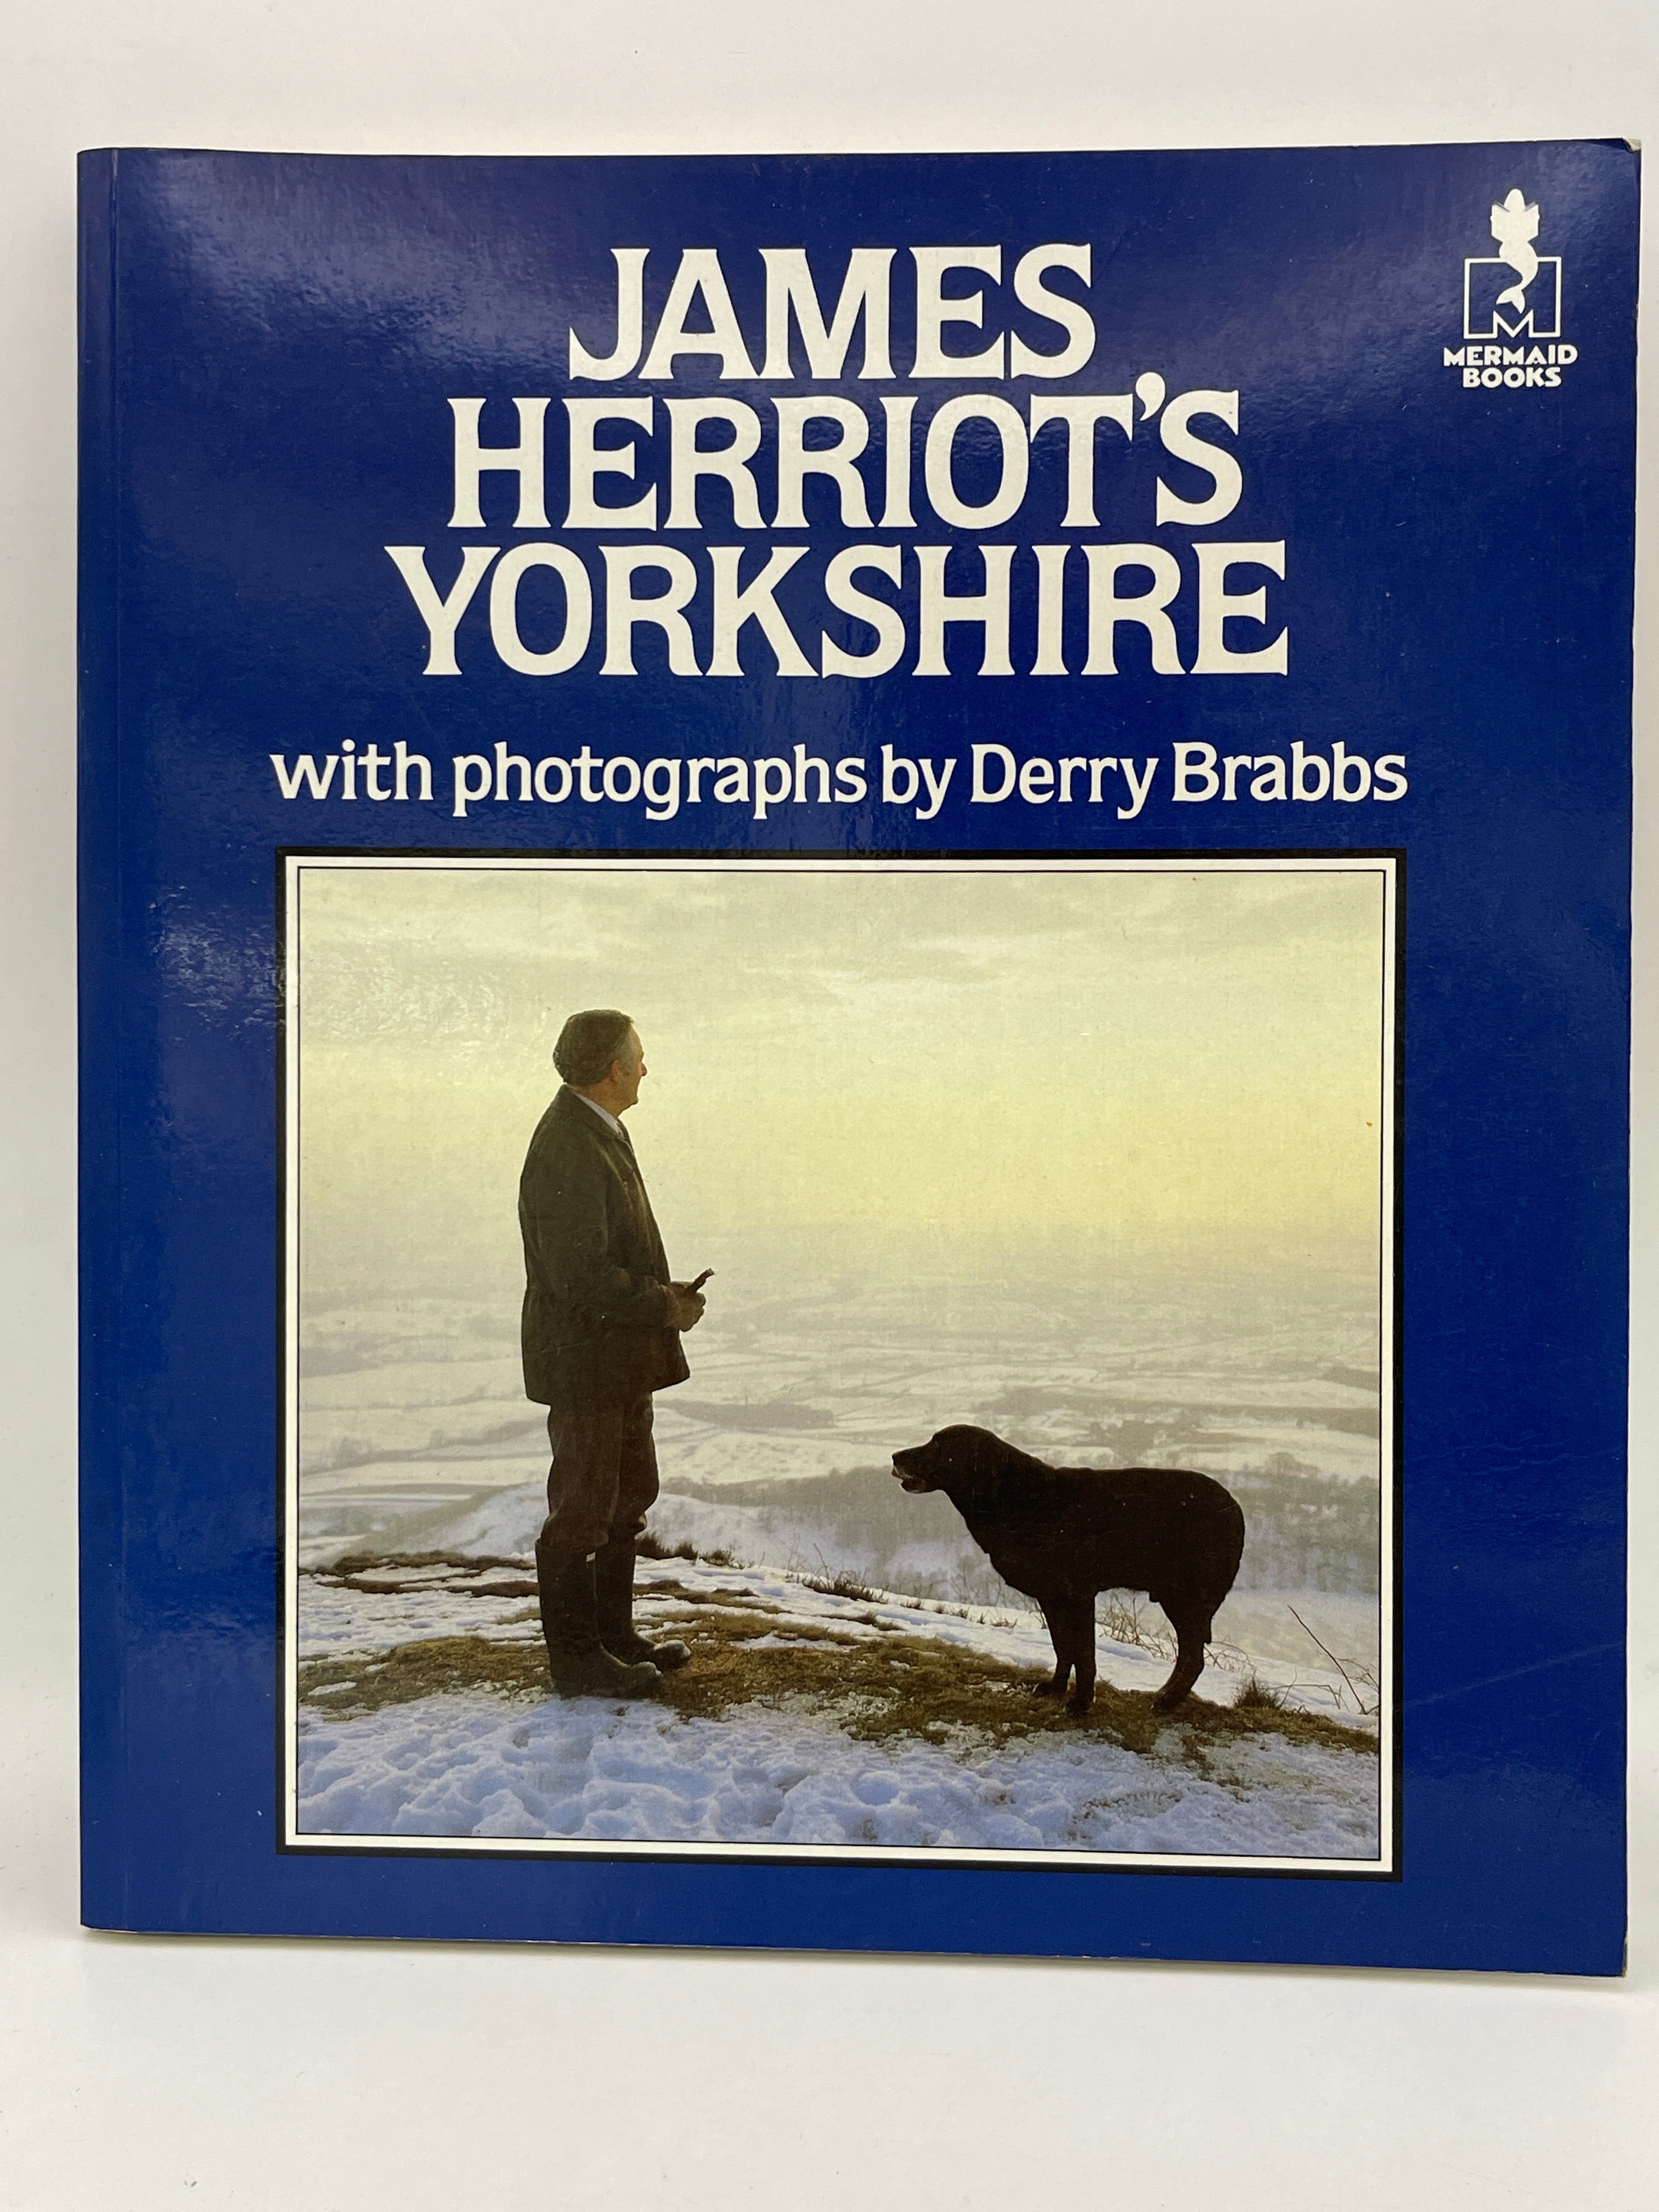 JAMES
HERRIOT'S
YORKSHIRE
with photographs by Derry Brabbs
M
MERMAID
BOOKS